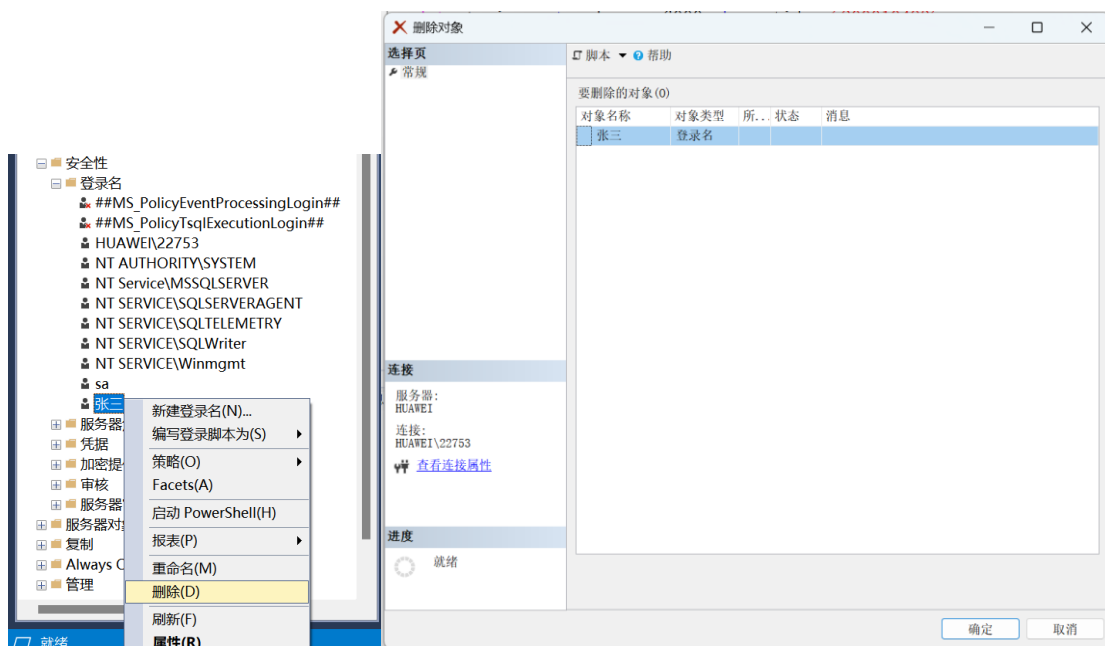 安全性
登录名
##MS_PolicyEventProcessingLogin##
##MS_PolicyTsqlExecutionLogin##
HUAWEI\22753
NT AUTHORITY\SYSTEM
NT Service\MSSQLSERVER
NT SERVICE\SQLSERVERAGENT
NT SERVICE\SQLTELEMETRY
NT SERVICE\SQLWriter
NT SERVICE\Winmgmt
sa
张三
服务器
凭据
加密提
审核
服务器
服务器对
复制
Always
管理
就绪
新建登录名(N)...
编写登录脚本为(S)
策略(O)
Facets(A)
启动 PowerShell(H)
报表(P)
重命名(M)
删除(D)
刷新(F)
属性(R)
删除对象
选择页
常规
连接
服务器:
HUAWEI
连接:
HUAWEI\22753
查看连接属性
进度
就绪
脚本 帮助
要删除的对象(0)
对象名称 对象类型 所... 状态 消息
张三 登录名
确定 取消